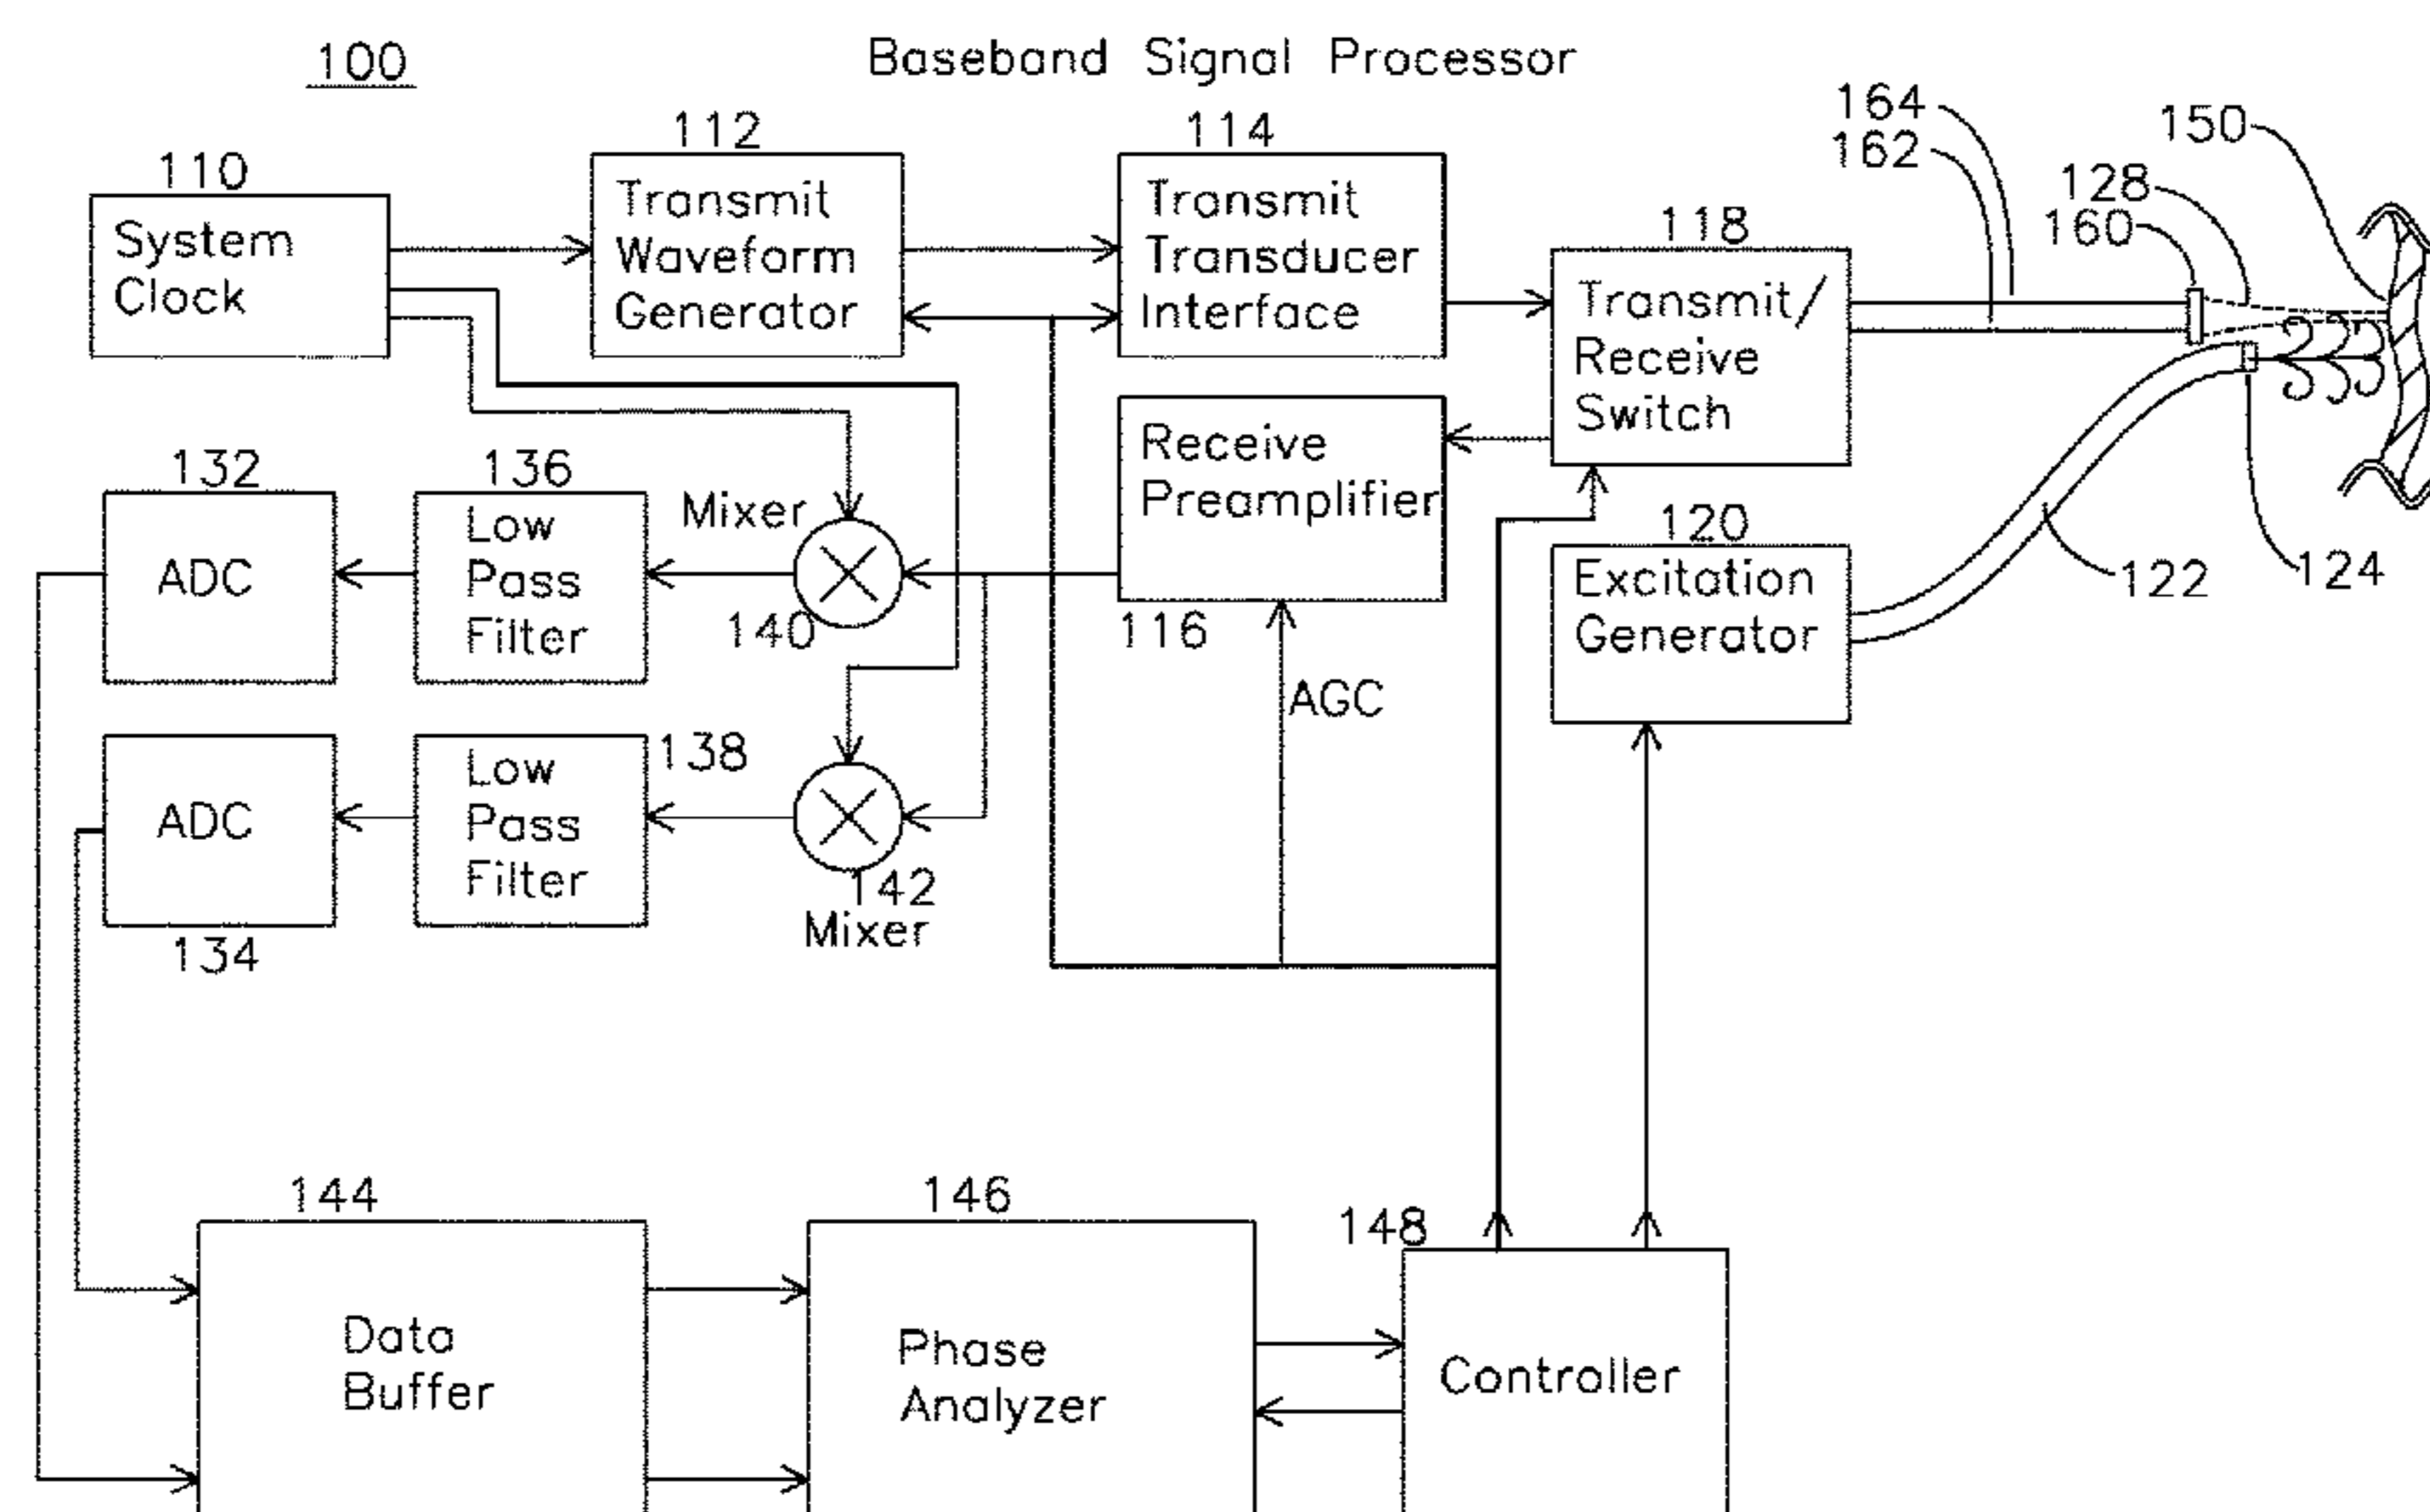 100
Baseband Signal Processor
110
System
Clock
112
Transmit
Waveform
Generator
114
Transmit
Transducer
Interface
118
Transmit/
Receive
Switch
164
162
128
160
150
132
ADC
136
Low
Pass
Filter
Mixer
140
Receive
Preamplifier
116
AGC
120
Excitation
Generator
122
124
ADC
134
Low
Pass
Filter
138
142
Mixer
144
Data
Buffer
146
Phase
Analyzer
148
Controller